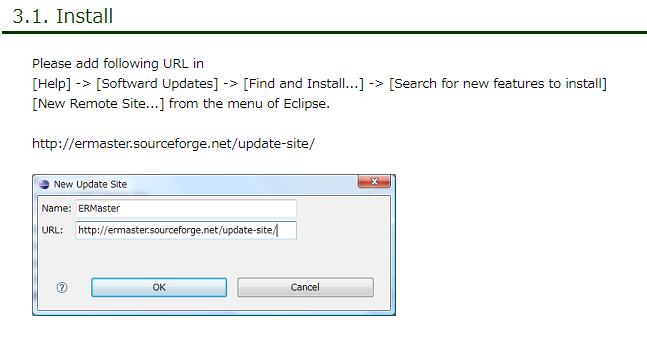 3.1. Install
Please add following URL in
[Help] -> [Softward Updates] -> [Find and Install...] -> [Search for new features to install]
[New Remote Site...] from the menu of Eclipse.
http://ermaster.sourceforge.net/update-site/
New Update Site
Name: ERMaster
URL: http://ermaster.sourceforge.net/update-site/
? OK Cancel